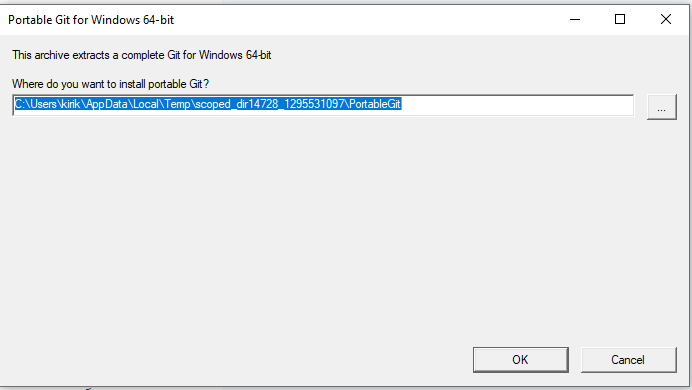 Portable Git for Windows 64-bit
This archive extracts a complete Git for Windows 64-bit
Where do you want to install portable Git?
C:\Users\kirik\AppData\Local\Temp\scoped_dir14728_1295531097\PortableGit
...
OK
Cancel